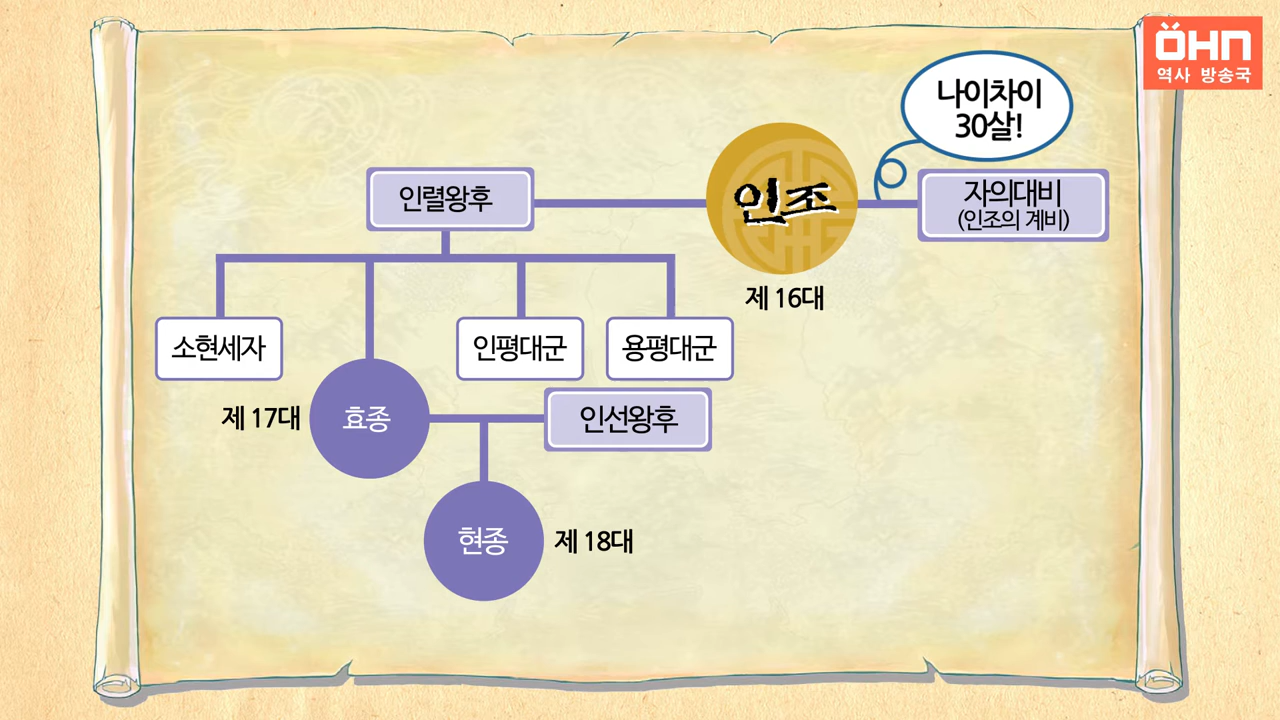 ÖHN
역사 방송국
나이차이
30살!
인렬왕후
인조
자의대비
(인조의 계비)
제 16대
소현세자
인평대군
용평대군
제 17대
효종
인선왕후
현종
제 18대